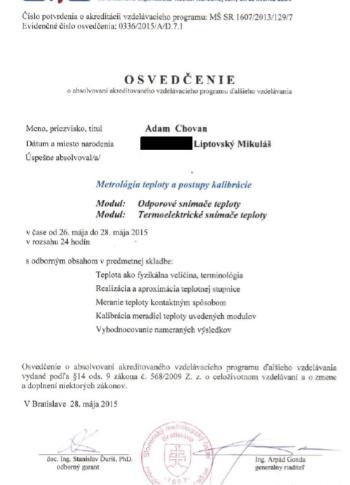 Číslo potvrdenia o akreditácii vzdelávacieho programu: MŠ SR 1607/2013/129/7
Evidenčné číslo osvedčenia: 0336/2015/A/D.7.1
OSVEDČENIE
o absolvovaní akreditovaného vzdelávacieho programu ďalšieho vzdelávania
Meno, priezvisko, titul Adam Chovan
Dátum a miesto narodenia Liptovský Mikuláš
Úspešne absolvoval/a/
Metrológia teploty a postupy kalibrácie
Modul: Odporové snímače teploty
Modul: Termoelektrické snímače teploty
v čase od 26. mája do 28. mája 2015
v rozsahu 24 hodín
s odborným obsahom v predmetnej skladbe:
Teplota ako fyzikálna veličina, terminológia
Realizácia a aproximácia teplotnej stupnice
Meranie teploty kontaktným spôsobom
Kalibrácia meradiel teploty uvedených modulov
Vyhodnocovanie nameraných výsledkov
Osvedčenie o absolvovaní akreditovaného vzdelávacieho programu ďalšieho vzdelávania
vydané podľa §14 ods. 9 zákona č. 568/2009 Z. z. o celoživotnom vzdelávaní a o zmene
a doplnení niektorých zákonov.
V Bratislave 28. mája 2015
doc. Ing. Stanislav Ďuriš, PhD.
odborný garant
Bratislava
Ing. Arpád Gonda
generálny riaditeľ